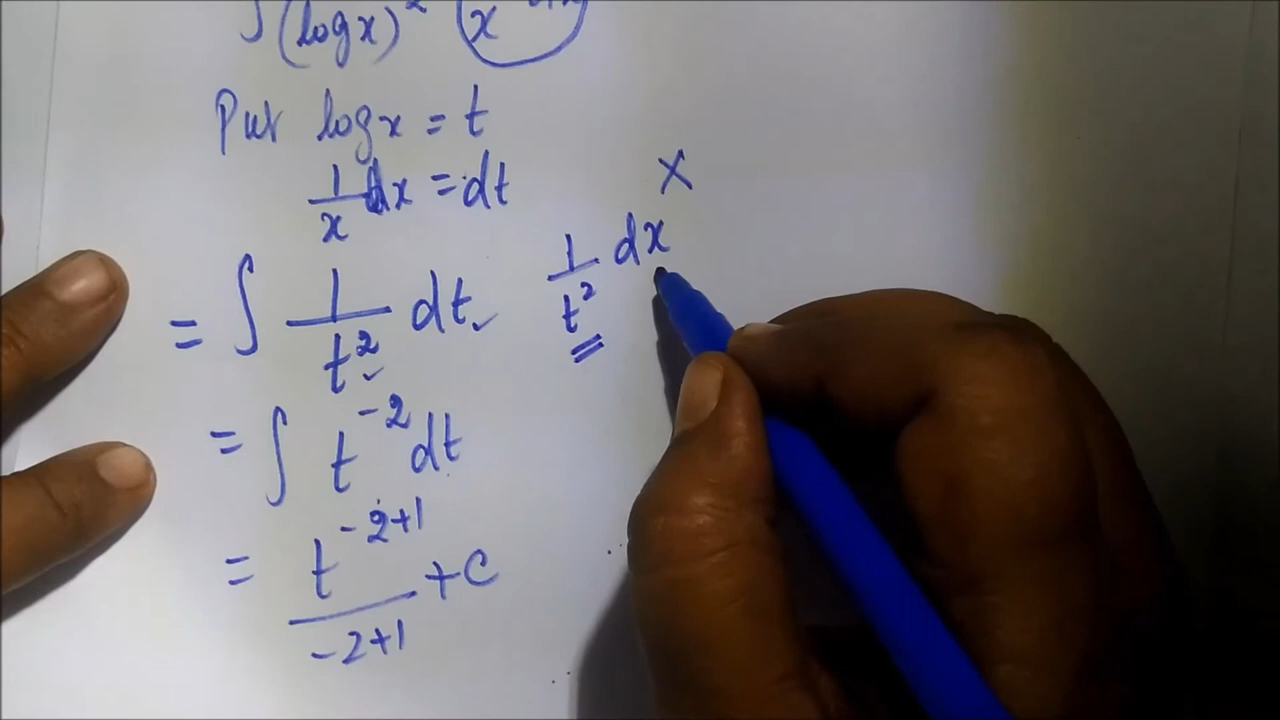 ∫ (log x)² x
Put log x = t
1/x dx = dt
×
= ∫ 1/t² dt
1/t² dx
= ∫ t⁻² dt
= t⁻²⁺¹/-2+1 + C